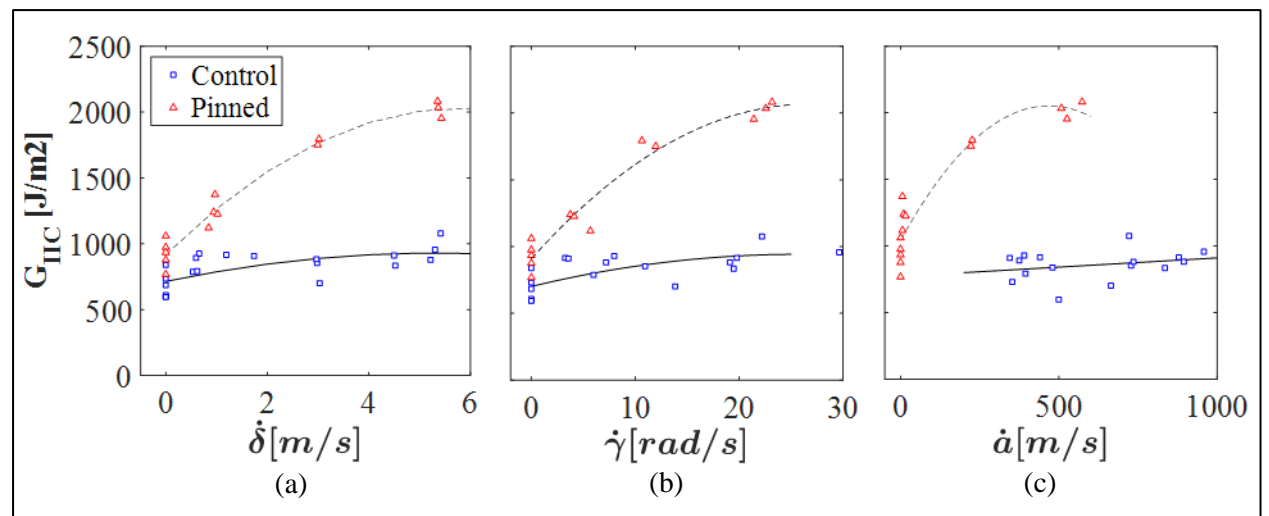 2500
2000
1500
1000
500
0
G_IIC [J/m2]
Control
Pinned
0 2 4 6
δ̇[m/s]
(a)
0 10 20 30
γ̇[rad/s]
(b)
0 500 1000
ȧ[m/s]
(c)